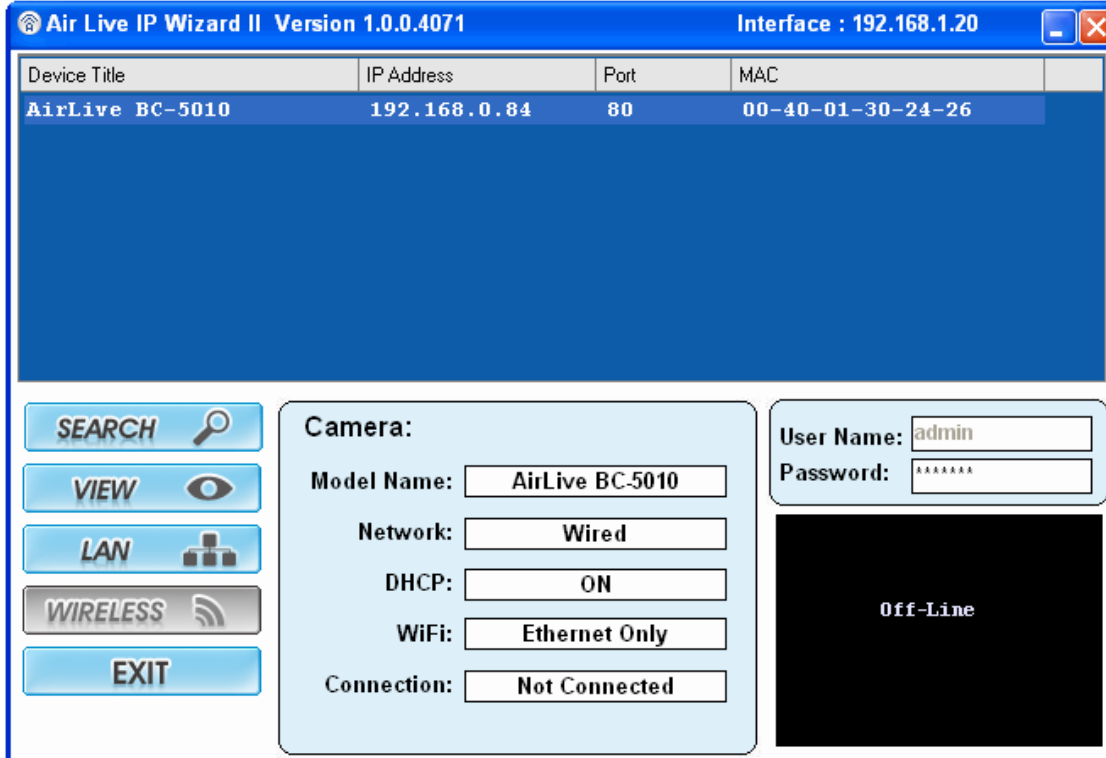 Air Live IP Wizard II Version 1.0.0.4071 Interface : 192.168.1.20
Device Title IP Address Port MAC
AirLive BC-5010 192.168.0.84 80 00-40-01-30-24-26
SEARCH
VIEW
LAN
WIRELESS
EXIT
Camera:
Model Name: AirLive BC-5010
Network: Wired
DHCP: ON
WiFi: Ethernet Only
Connection: Not Connected
User Name: admin
Password: *******
Off-Line